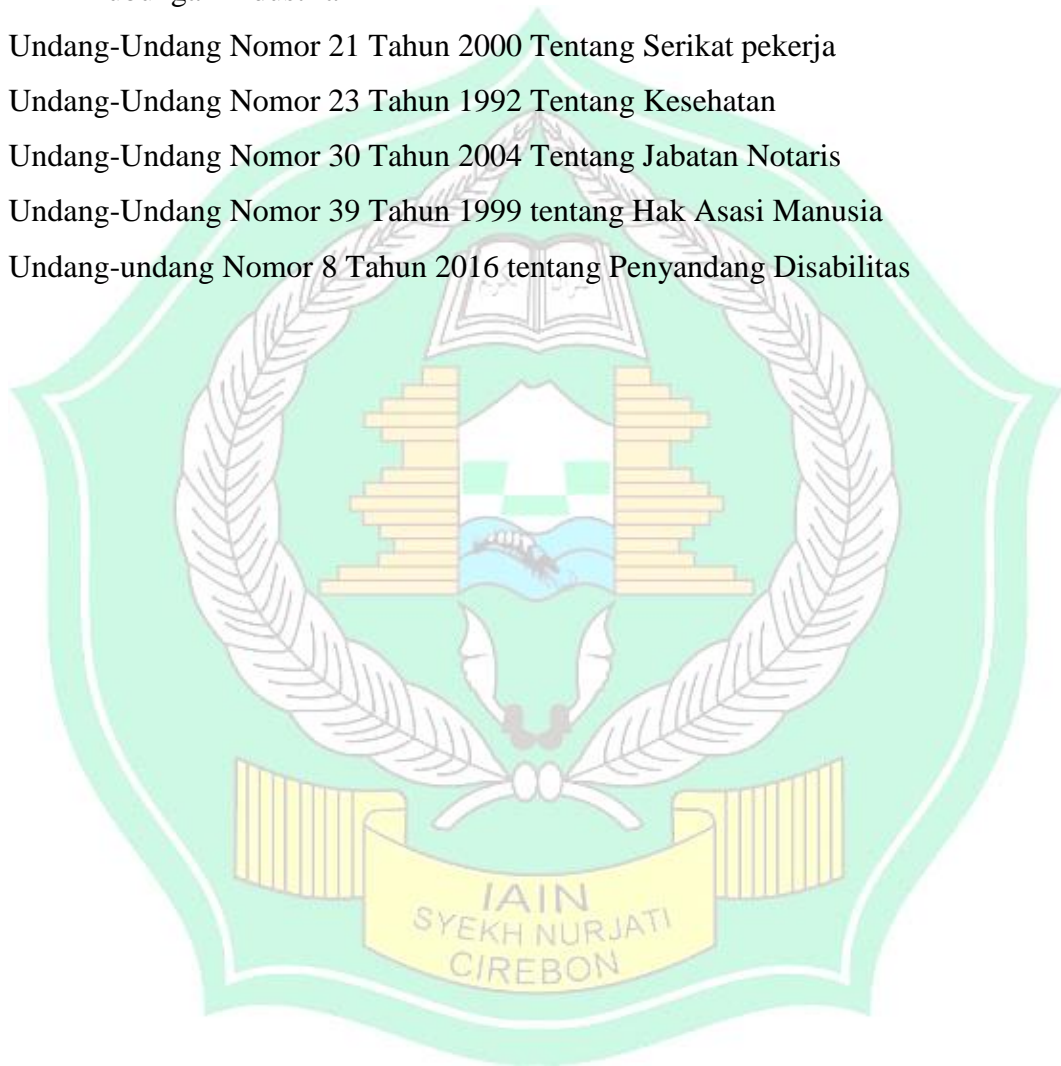 Undang-Undang Nomor 21 Tahun 2000 Tentang Serikat pekerja
Undang-Undang Nomor 23 Tahun 1992 Tentang Kesehatan
Undang-Undang Nomor 30 Tahun 2004 Tentang Jabatan Notaris
Undang-Undang Nomor 39 Tahun 1999 tentang Hak Asasi Manusia
Undang-undang Nomor 8 Tahun 2016 tentang Penyandang Disabilitas
IAIN
SYEKH NURJATI
CIREBON